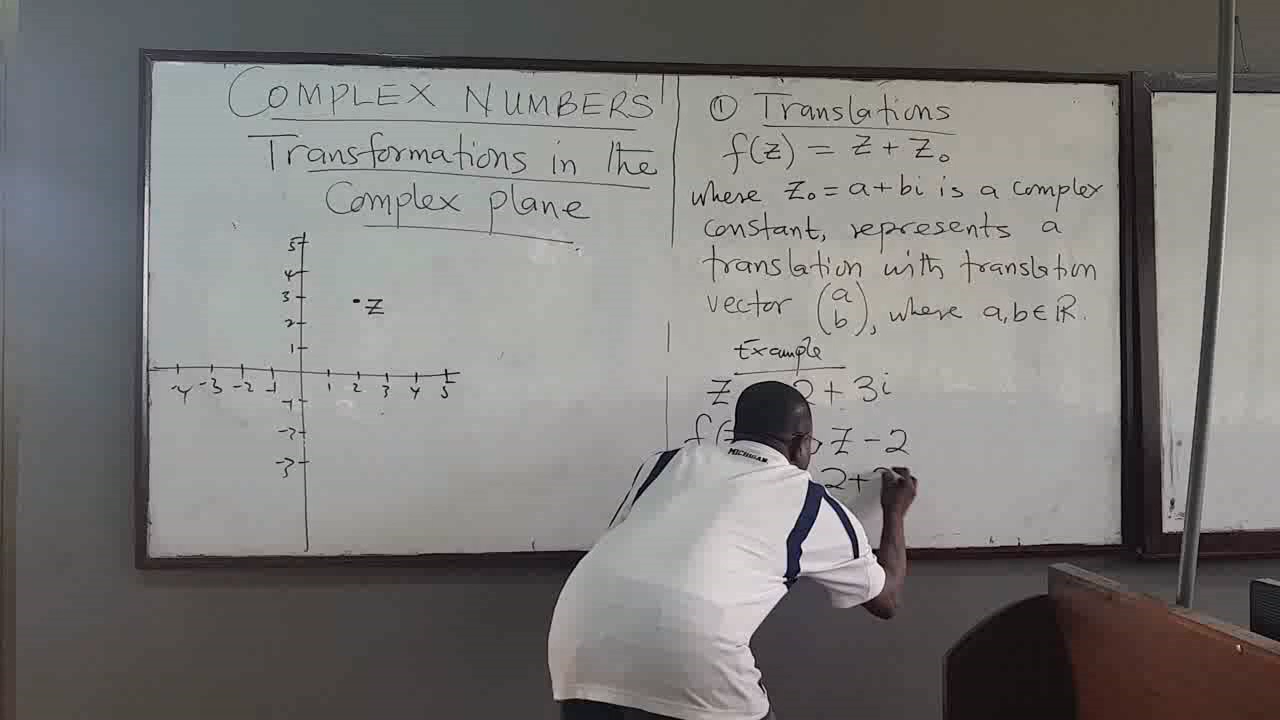 COMPLEX NUMBERS
Transformations in the
Complex plane
5
4
3
2
1
-4 -3 -2 -1 1 2 3 4 5
-1
-2
-3
z
① Translations
f(z) = z + z₀
where z₀ = a + bi is a complex
constant, represents a
translation with translation
vector (a b), where a, b ∈ ℝ.
Example
z 2 + 3i
f(z z - 2
2 +
MICHIGAN